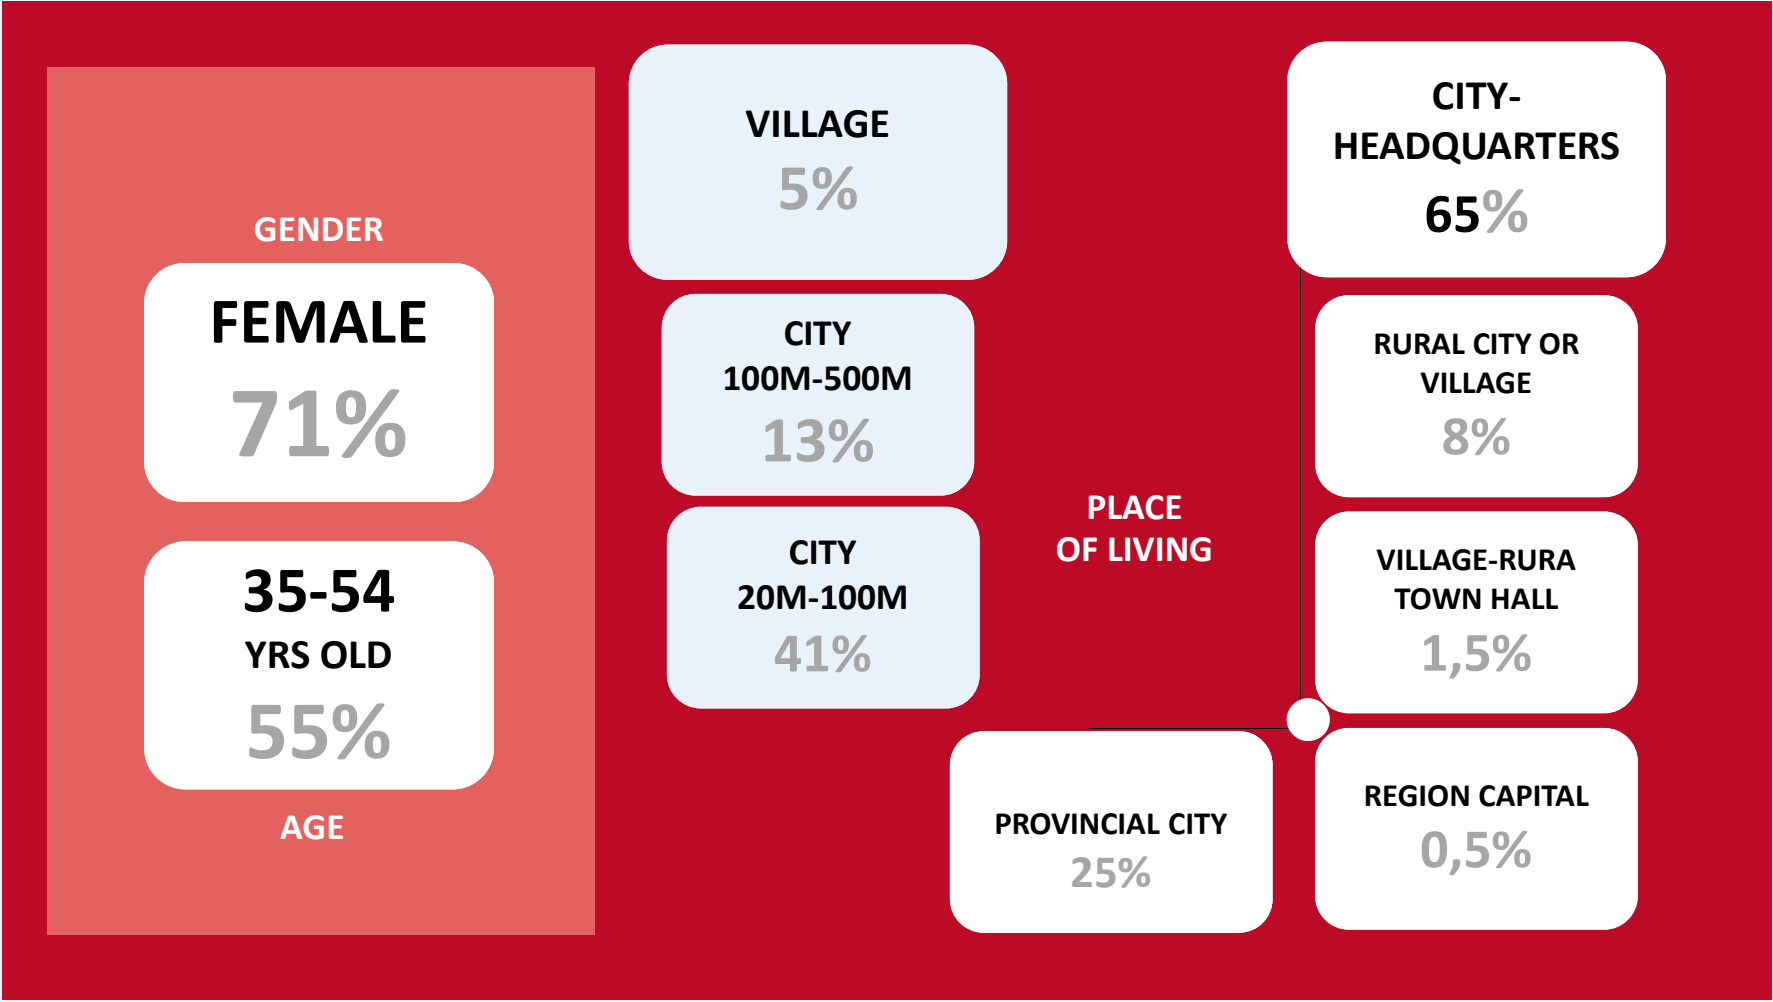 GENDER
FEMALE
71%
35-54
YRS OLD
55%
AGE
VILLAGE
5%
CITY
100M-500M
13%
CITY
20M-100M
41%
PLACE
OF LIVING
CITY-
HEADQUARTERS
65%
RURAL CITY OR
VILLAGE
8%
VILLAGE-RURA
TOWN HALL
1,5%
PROVINCIAL CITY
25%
REGION CAPITAL
0,5%